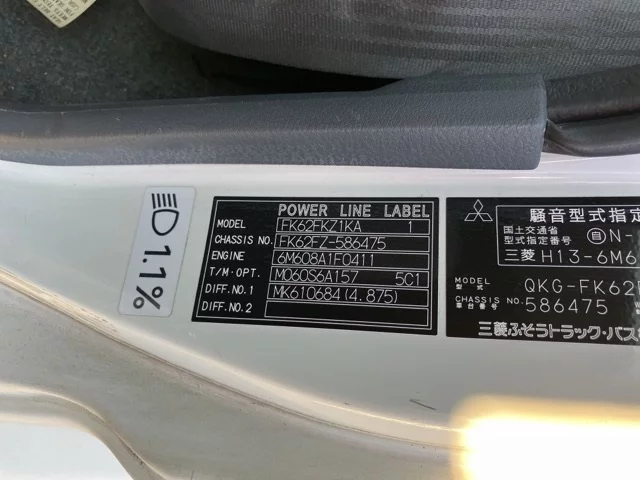 POWER LINE LABEL
MODEL FK62FKZ1KA 1
CHASSIS NO. FK62FZ-586475
ENGINE 6M608A1F0411
T/M・OPT. M060S6A157 5C1
DIFF.NO.1 MK610684(4.875)
DIFF.NO.2
1.1%
騒音型式指定
国土交通省
型式指定番号 自N-
三菱 H13-6M6
MODEL 型式 QKG-FK62
CHASSIS NO. 車台番号 586475
三菱ふそうトラック・バス